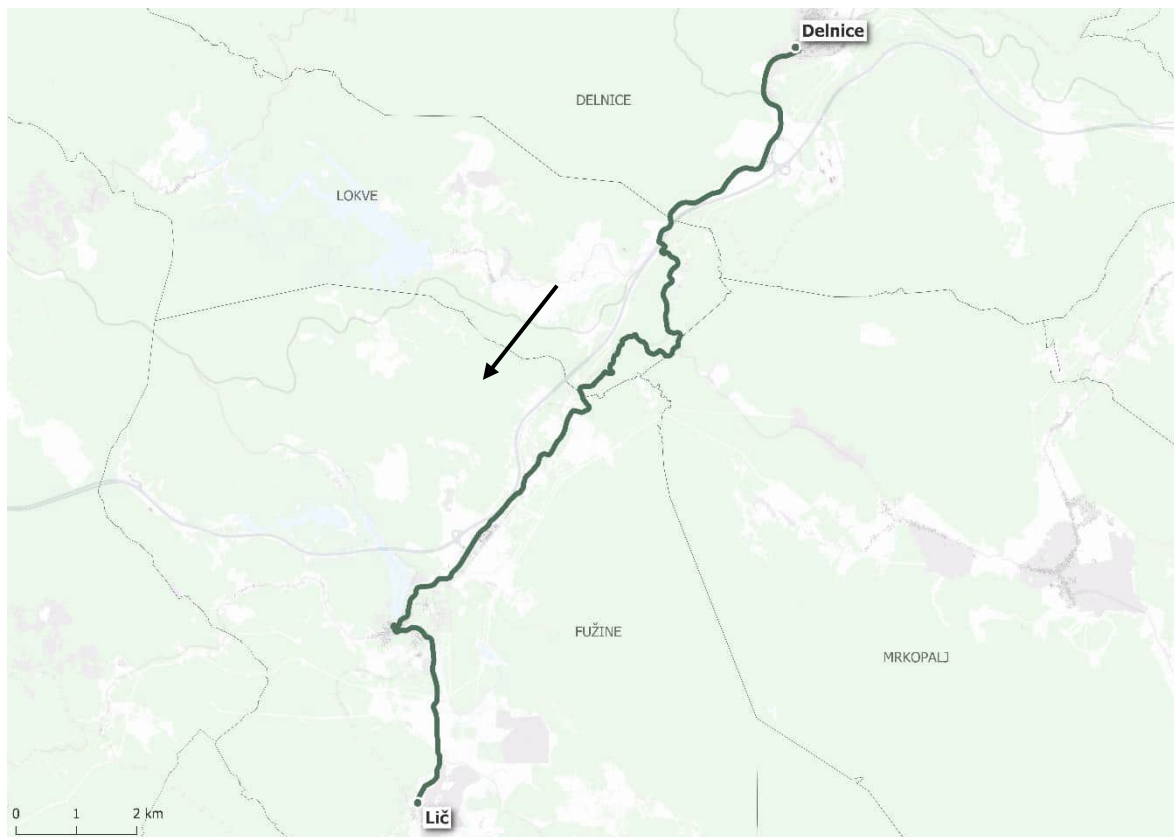 Delnice
DELNICE
LOKVE
FUŽINE
MRKOPALJ
Lič
0 1 2 km